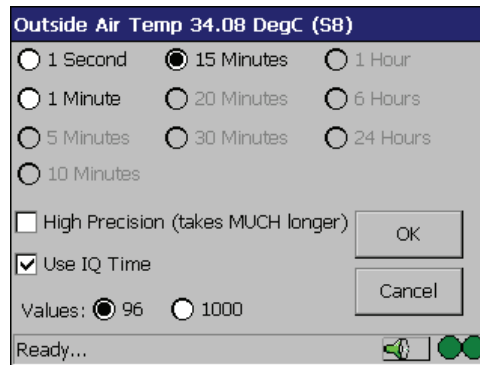 Outside Air Temp 34.08 DegC (S8)
1 Second 15 Minutes 1 Hour
1 Minute 20 Minutes 6 Hours
5 Minutes 30 Minutes 24 Hours
10 Minutes
High Precision (takes MUCH longer)
OK
Use IQ Time
Cancel
Values: 96 1000
Ready...